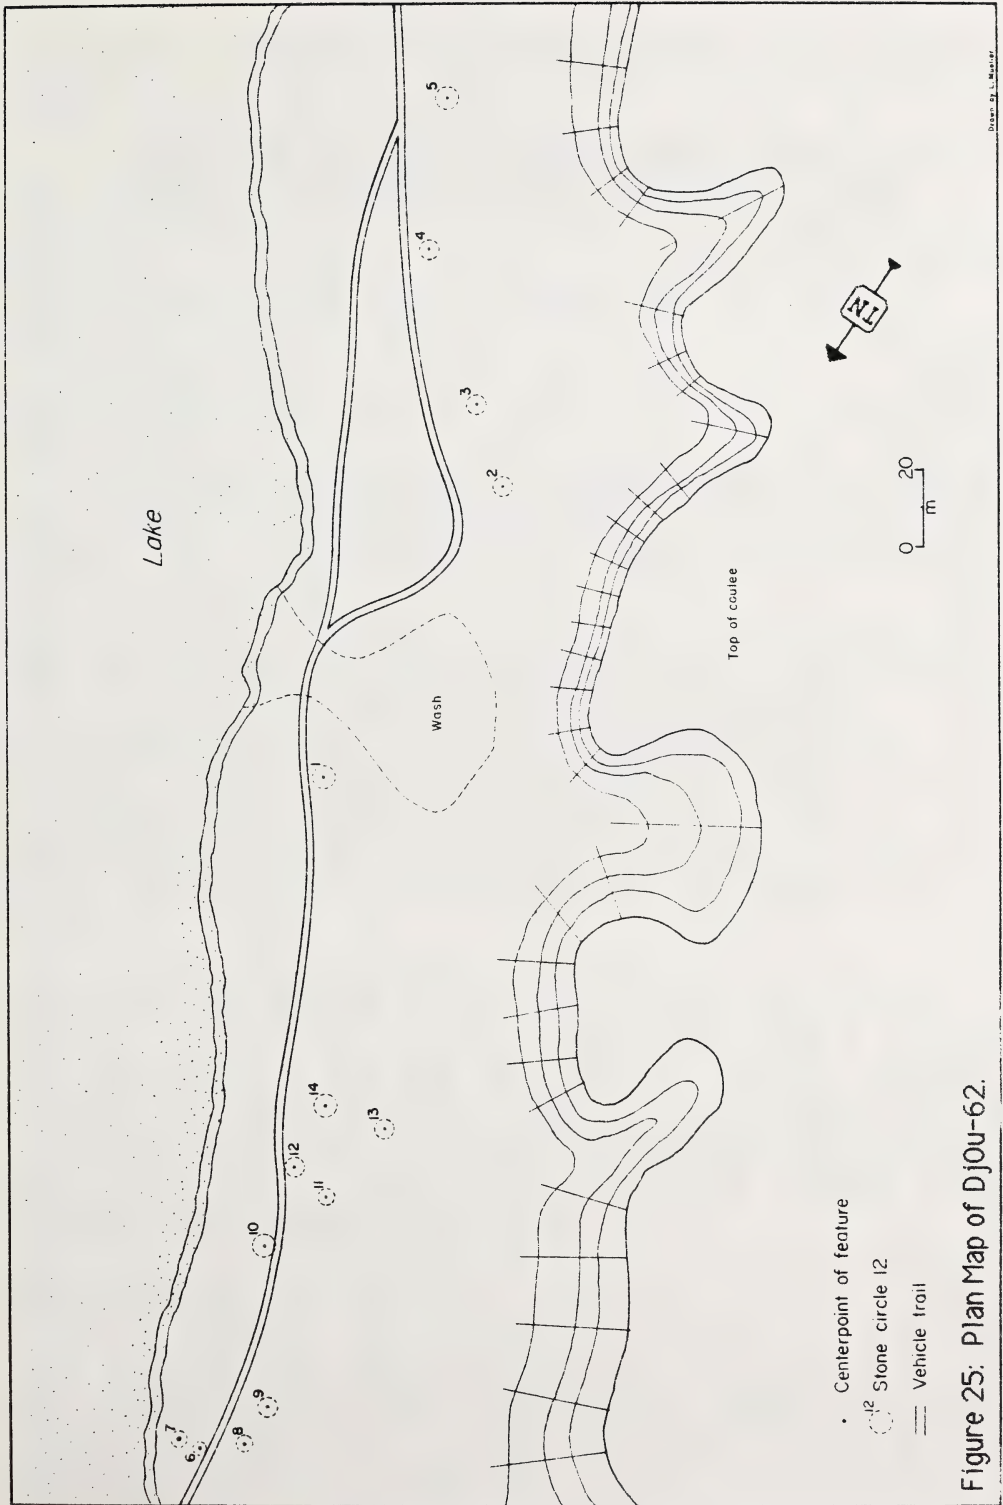 Lake
5
4
3
2
Wash
1
Top of coulee
TN
0 20
m
14
13
12
11
10
9
8
7
6
• Centerpoint of feature
12 Stone circle 12
Vehicle trail
Figure 25: Plan Map of DjOu-62.
Drawn by L. Mueller